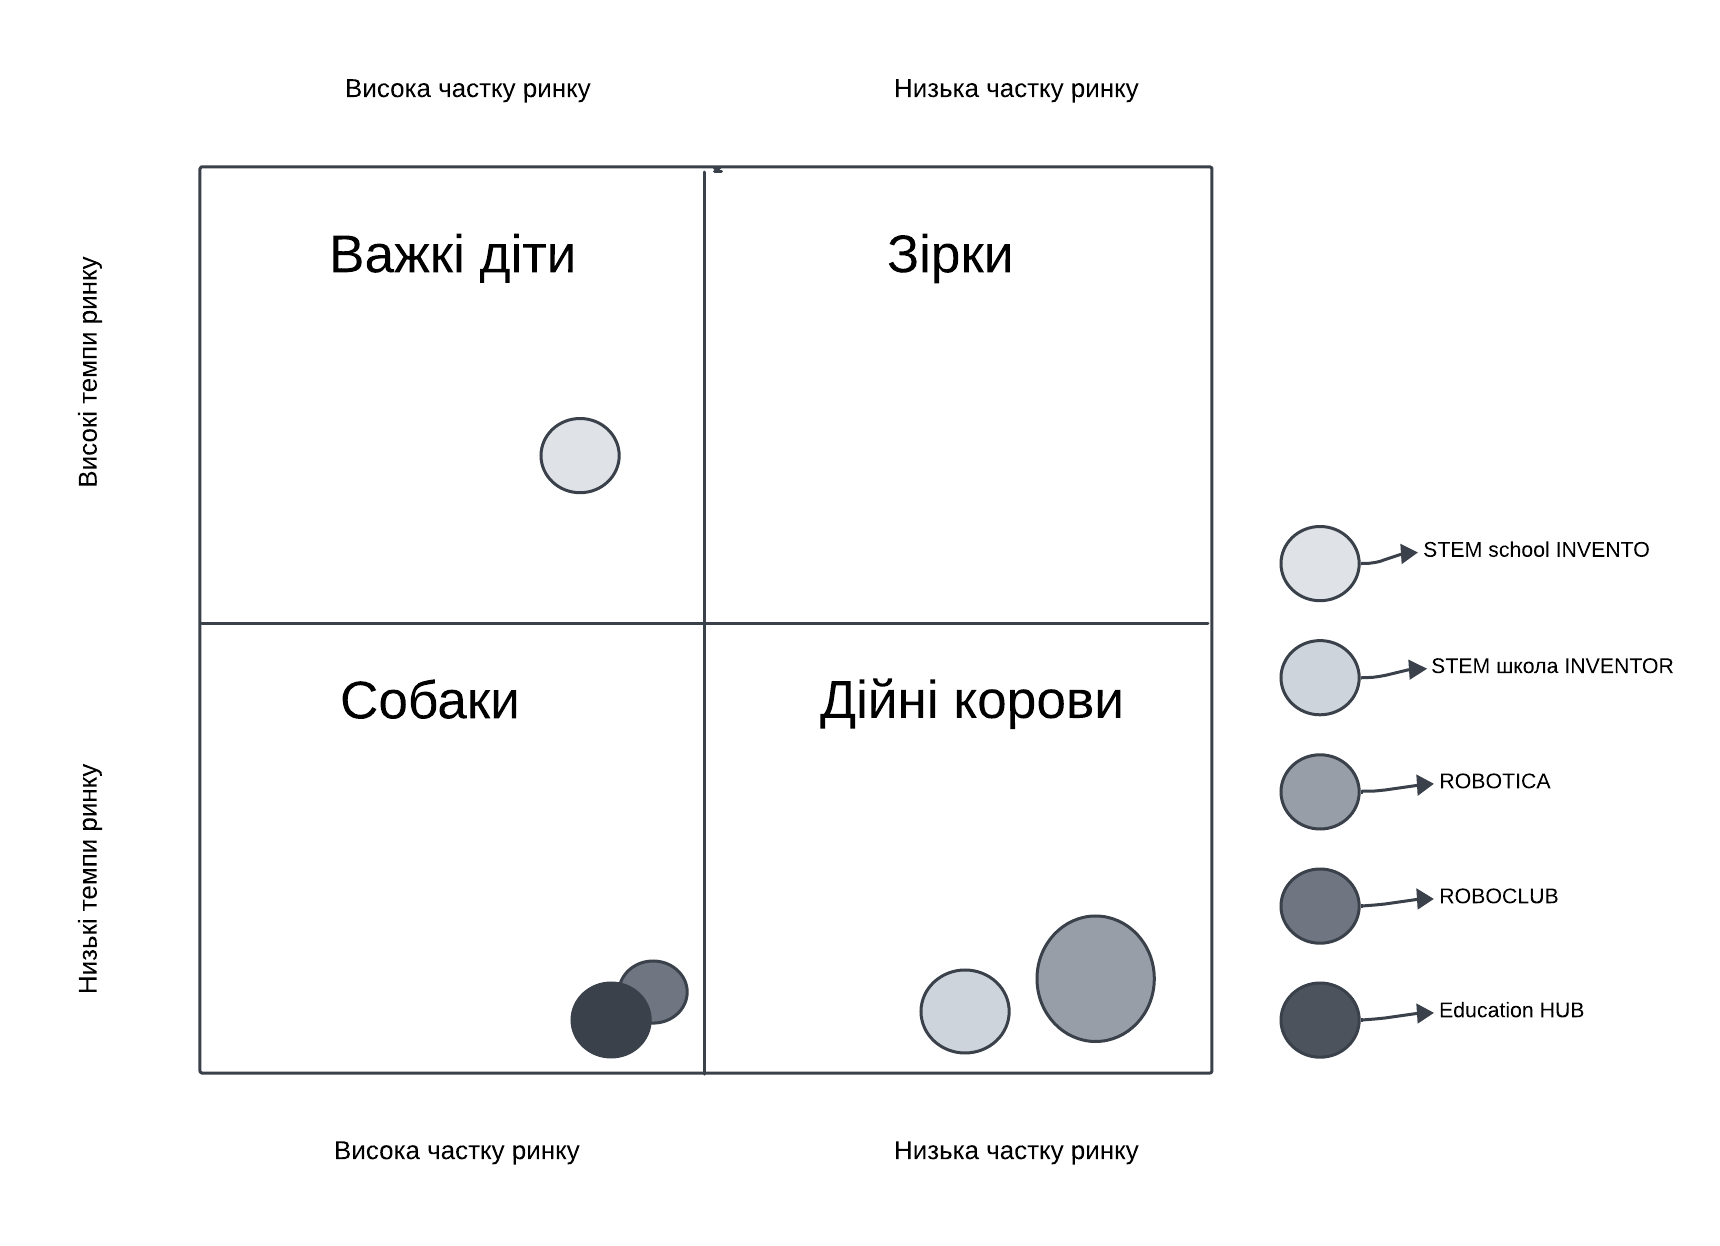 Висока частку ринку
Низька частку ринку
Високі темпи ринку
Важкі діти
Зірки
STEM school INVENTO
STEM школа INVENTOR
Собаки
Дійні корови
ROBOTICA
Низькі темпи ринку
ROBOCLUB
Education HUB
Висока частку ринку
Низька частку ринку